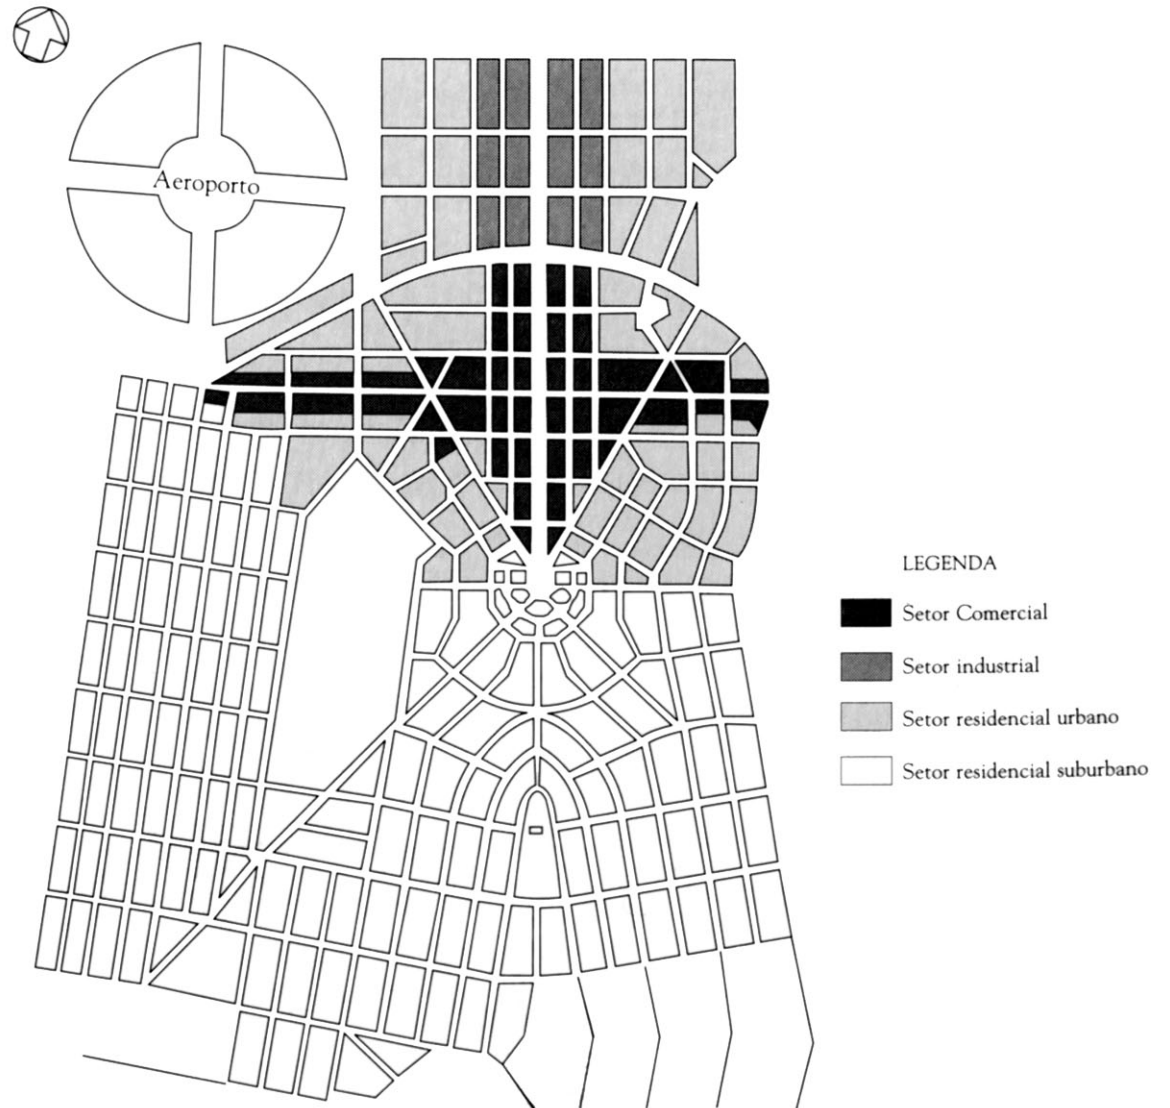 Aeroporto
LEGENDA
Setor Comercial
Setor industrial
Setor residencial urbano
Setor residencial suburbano